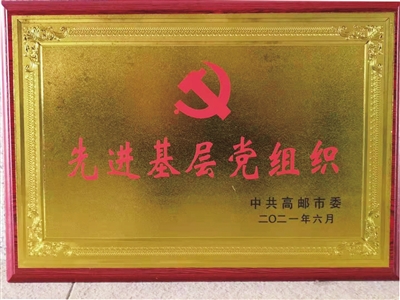 先进基层党组织
中共高邮市委
二〇二一年六月